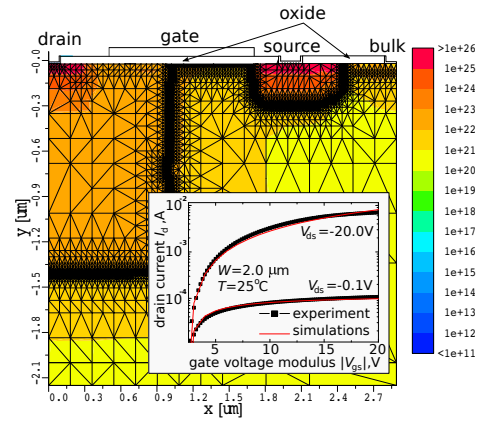 oxide
gate
drain
source
bulk
-0.0
-0.3
-0.6
-0.9
-1.2
-1.5
-1.8
-2.1
y [um]
0.0 0.3 0.6 0.9 1.2 1.5 1.8 2.1 2.4 2.7
x [um]
>1e+26
1e+25
1e+24
1e+23
1e+22
1e+21
1e+20
1e+19
1e+18
1e+17
1e+16
1e+15
1e+14
1e+13
1e+12
<1e+11
drain current I_d,A
10^-2
10^-3
10^-4
V_ds=-20.0V
W=2.0 μm
T=25°C
V_ds=-0.1V
experiment
simulations
5 10 15 20
gate voltage modulus |V_gs|,V